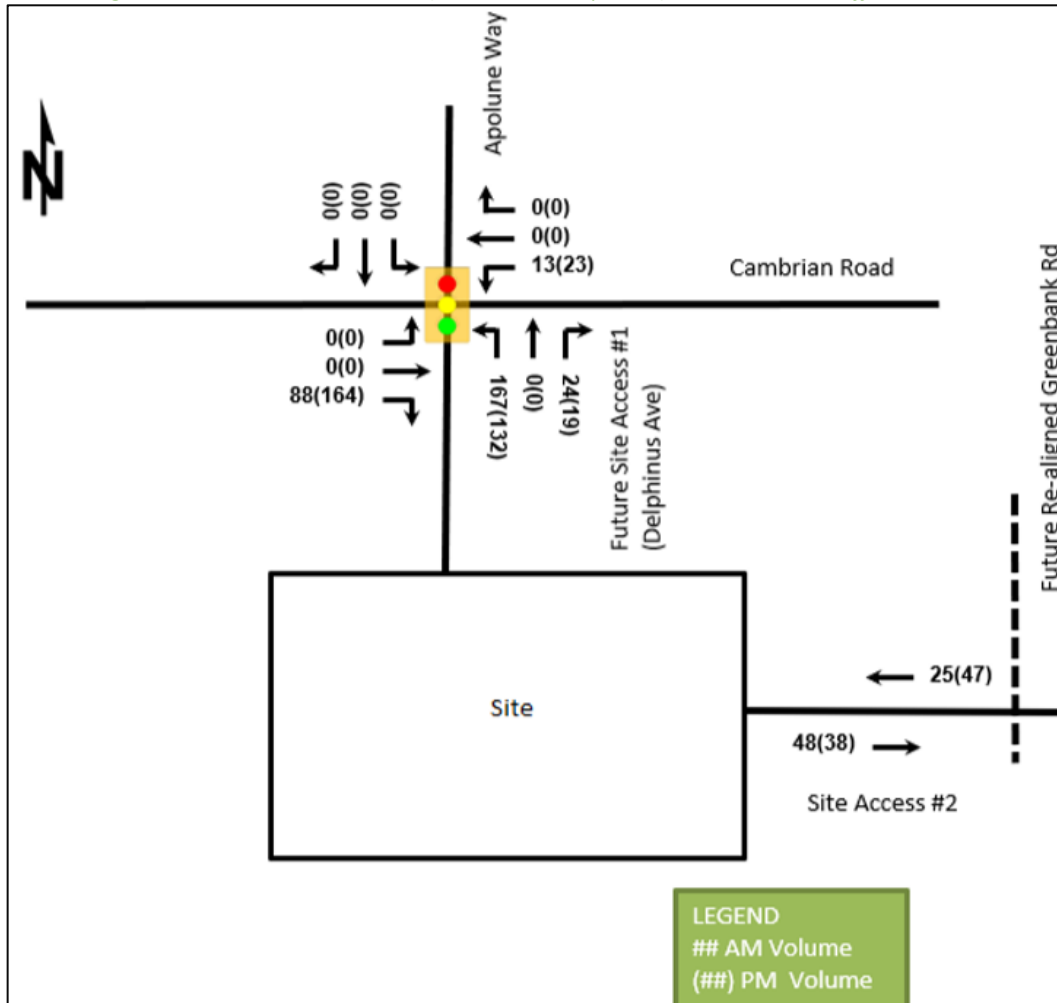 Apolune Way
N
0(0)
0(0)
0(0)
0(0)
0(0)
13(23)
Cambrian Road
0(0)
0(0)
88(164)
167(132)
0(0)
24(19)
Future Site Access #1
(Delphinus Ave)
Future Re-aligned Greenbank Rd
25(47)
Site
48(38)
Site Access #2
LEGEND
## AM Volume
(##) PM Volume